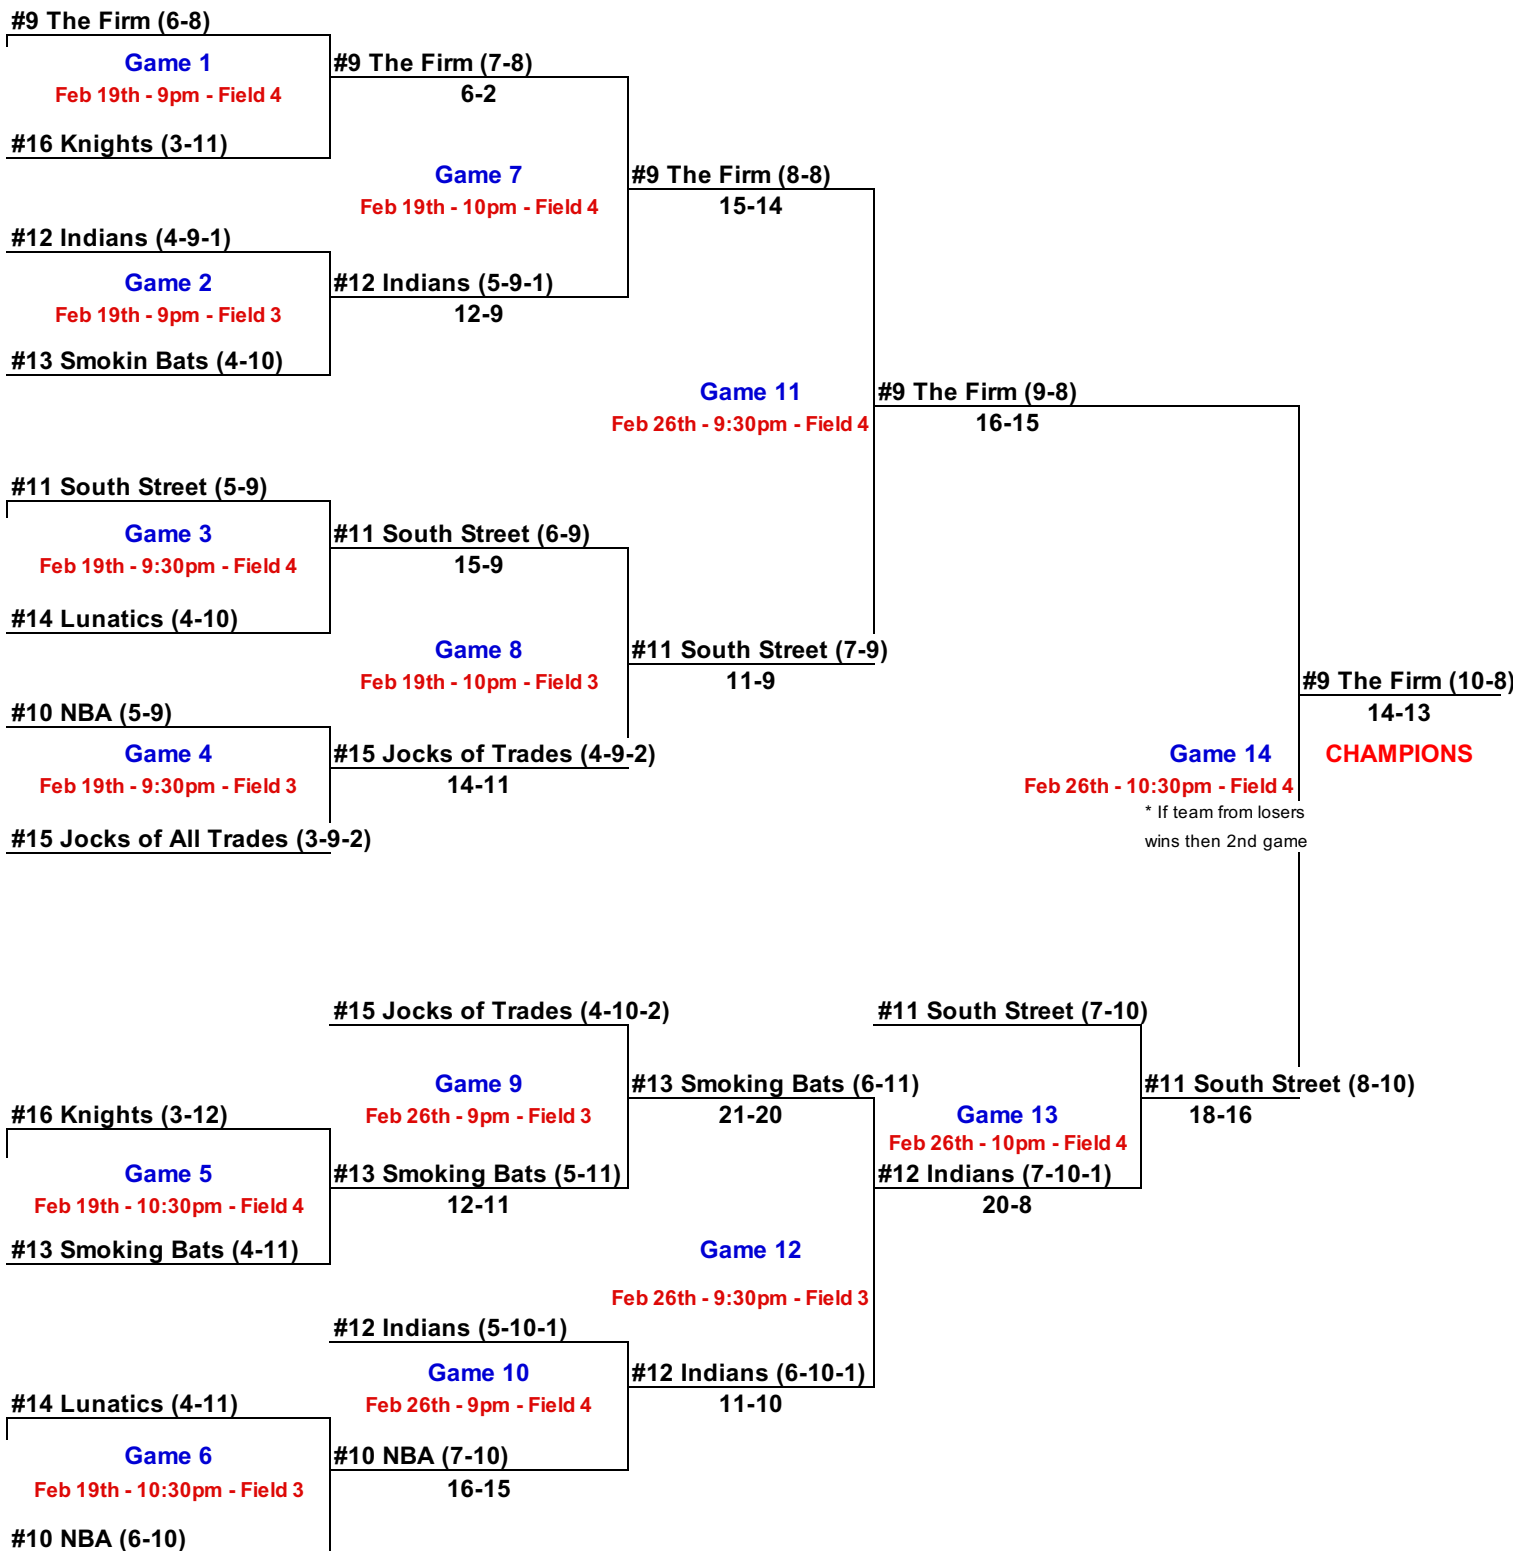 #9 The Firm (6-8)
Game 1
#9 The Firm (7-8)
Feb 19th - 9pm - Field 4
6-2
#16 Knights (3-11)
Game 7
#9 The Firm (8-8)
Feb 19th - 10pm - Field 4
15-14
#12 Indians (4-9-1)
Game 2
#12 Indians (5-9-1)
Feb 19th - 9pm - Field 3
12-9
#13 Smokin Bats (4-10)
Game 11
#9 The Firm (9-8)
Feb 26th - 9:30pm - Field 4
16-15
#11 South Street (5-9)
Game 3
#11 South Street (6-9)
Feb 19th - 9:30pm - Field 4
15-9
#14 Lunatics (4-10)
Game 8
#11 South Street (7-9)
Feb 19th - 10pm - Field 3
11-9
#9 The Firm (10-8)
14-13
#10 NBA (5-9)
Game 4
#15 Jocks of Trades (4-9-2)
Game 14
CHAMPIONS
Feb 19th - 9:30pm - Field 3
14-11
Feb 26th - 10:30pm - Field 4
* If team from losers
wins then 2nd game
#15 Jocks of All Trades (3-9-2)
#15 Jocks of Trades (4-10-2)
#11 South Street (7-10)
Game 9
#13 Smoking Bats (6-11)
#11 South Street (8-10)
#16 Knights (3-12)
Feb 26th - 9pm - Field 3
21-20
Game 13
18-16
Feb 26th - 10pm - Field 4
Game 5
#13 Smoking Bats (5-11)
#12 Indians (7-10-1)
Feb 19th - 10:30pm - Field 4
12-11
20-8
#13 Smoking Bats (4-11)
Game 12
Feb 26th - 9:30pm - Field 3
#12 Indians (5-10-1)
Game 10
#12 Indians (6-10-1)
#14 Lunatics (4-11)
Feb 26th - 9pm - Field 4
11-10
Game 6
#10 NBA (7-10)
Feb 19th - 10:30pm - Field 3
16-15
#10 NBA (6-10)